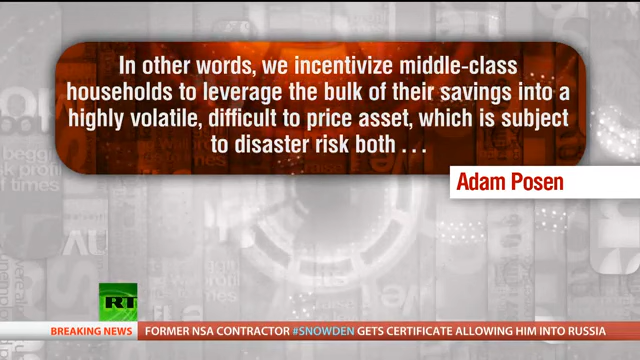 In other words, we incentivize middle-class
households to leverage the bulk of their savings into a
highly volatile, difficult to price asset, which is subject
to disaster risk both . . .
Adam Posen
RT
BREAKING NEWS FORMER NSA CONTRACTOR #SNOWDEN GETS CERTIFICATE ALLOWING HIM INTO RUSSIA